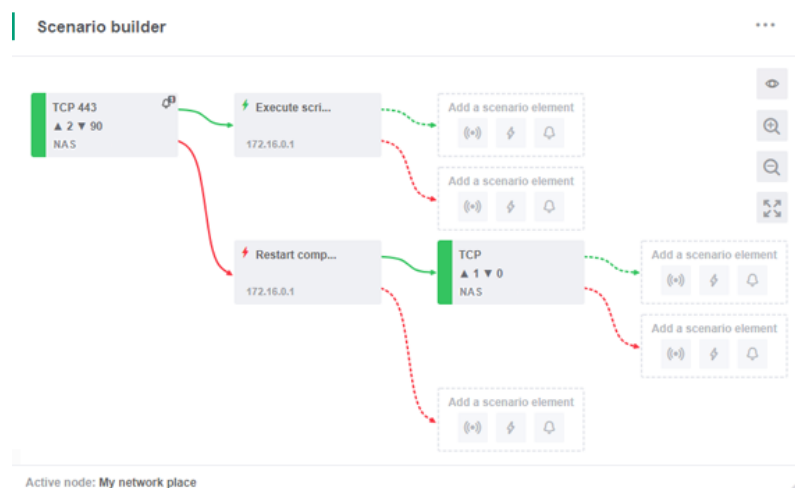 Scenario builder
TCP 443
▲ 2 ▼ 90
NAS
Execute scri...
172.16.0.1
Add a scenario element
Add a scenario element
Restart comp...
172.16.0.1
TCP
▲ 1 ▼ 0
NAS
Add a scenario element
Add a scenario element
Add a scenario element
Active node: My network place